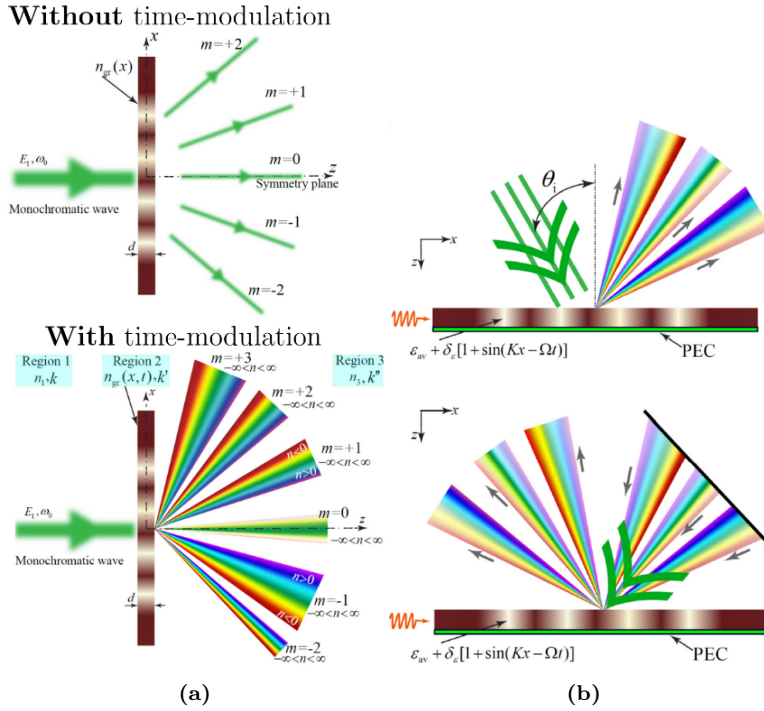 Without time-modulation
x
n_gr(x)
m=+2
m=+1
E_1, ω_0
m=0
z
Symmetry plane
Monochromatic wave
m=-1
d
m=-2
With time-modulation
Region 1
n_1, k
Region 2
n_gr(x,t), k'
Region 3
n_3, k''
x
m=+3
-∞<n<∞
m=+2
-∞<n<∞
n<0
n>0
m=+1
-∞<n<∞
E_1, ω_0
m=0
z
-∞<n<∞
Monochromatic wave
n>0
n<0
m=-1
-∞<n<∞
d
m=-2
-∞<n<∞
(a)
θ_i
x
z
ε_av + δ_ε[1+sin(Kx-Ωt)]
PEC
x
z
ε_av + δ_ε[1+sin(Kx-Ωt)]
PEC
(b)